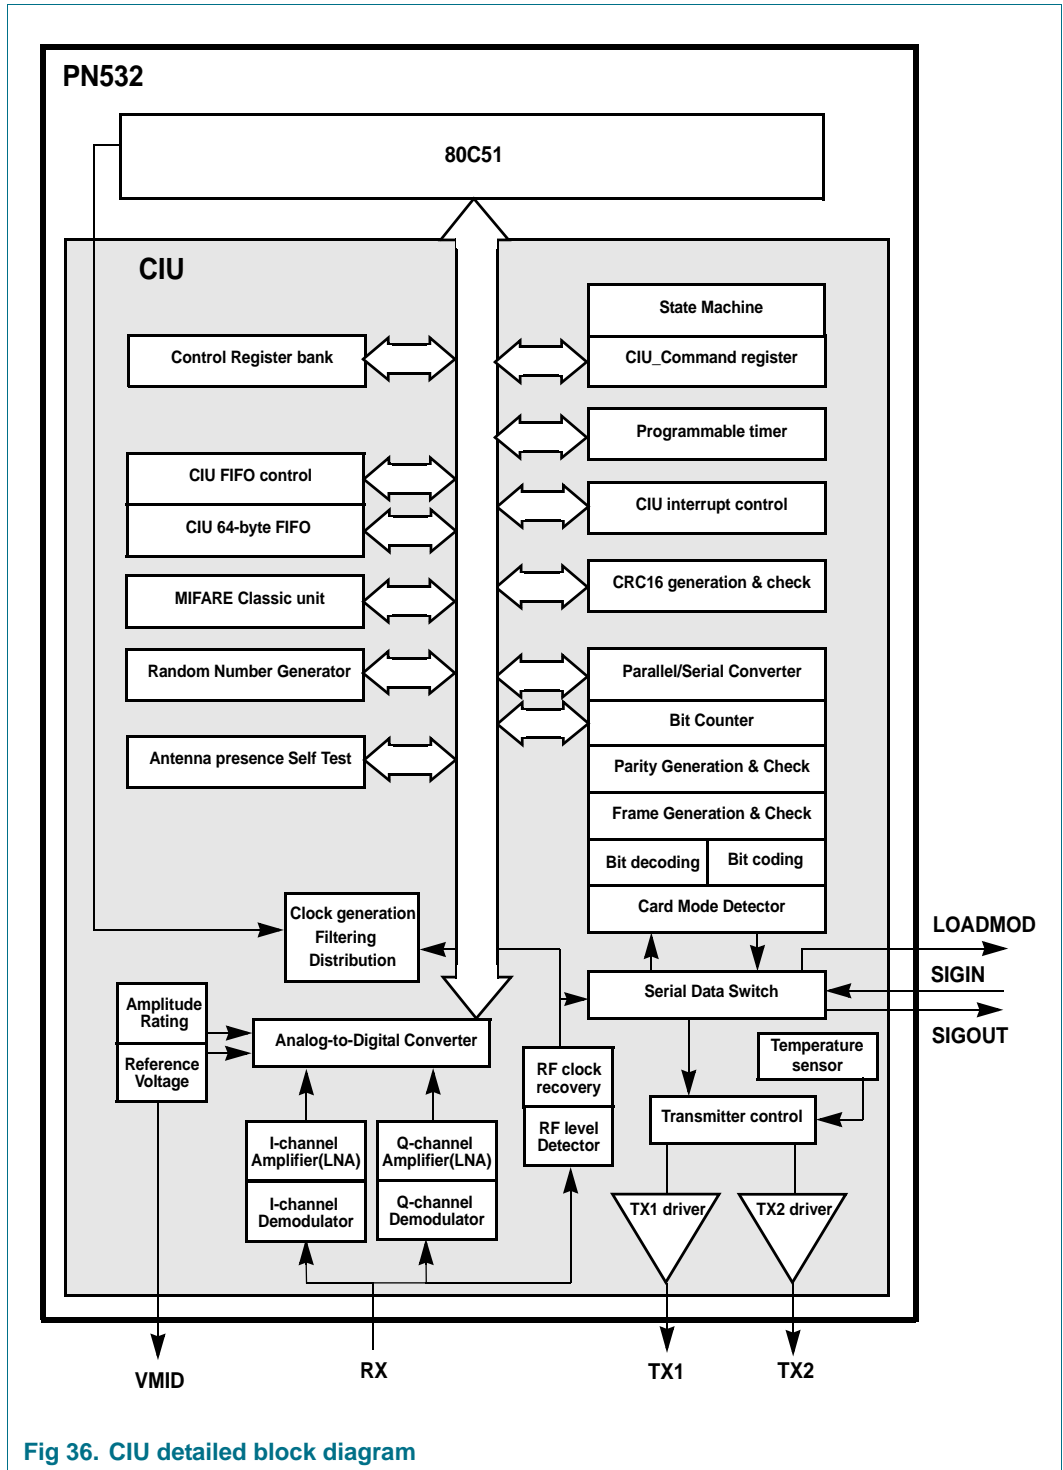 PN532
80C51
CIU
State Machine
Control Register bank
CIU_Command register
Programmable timer
CIU FIFO control
CIU interrupt control
CIU 64-byte FIFO
CRC16 generation & check
MIFARE Classic unit
Random Number Generator
Parallel/Serial Converter
Bit Counter
Antenna presence Self Test
Parity Generation & Check
Frame Generation & Check
Bit decoding
Bit coding
Card Mode Detector
Clock generation
Filtering
Distribution
LOADMOD
SIGIN
Serial Data Switch
SIGOUT
Amplitude
Rating
Reference
Voltage
Analog-to-Digital Converter
RF clock
recovery
RF level
Detector
Temperature
sensor
Transmitter control
I-channel
Amplifier(LNA)
I-channel
Demodulator
Q-channel
Amplifier(LNA)
Q-channel
Demodulator
TX1 driver
TX2 driver
VMID
RX
TX1
TX2
Fig 36. CIU detailed block diagram